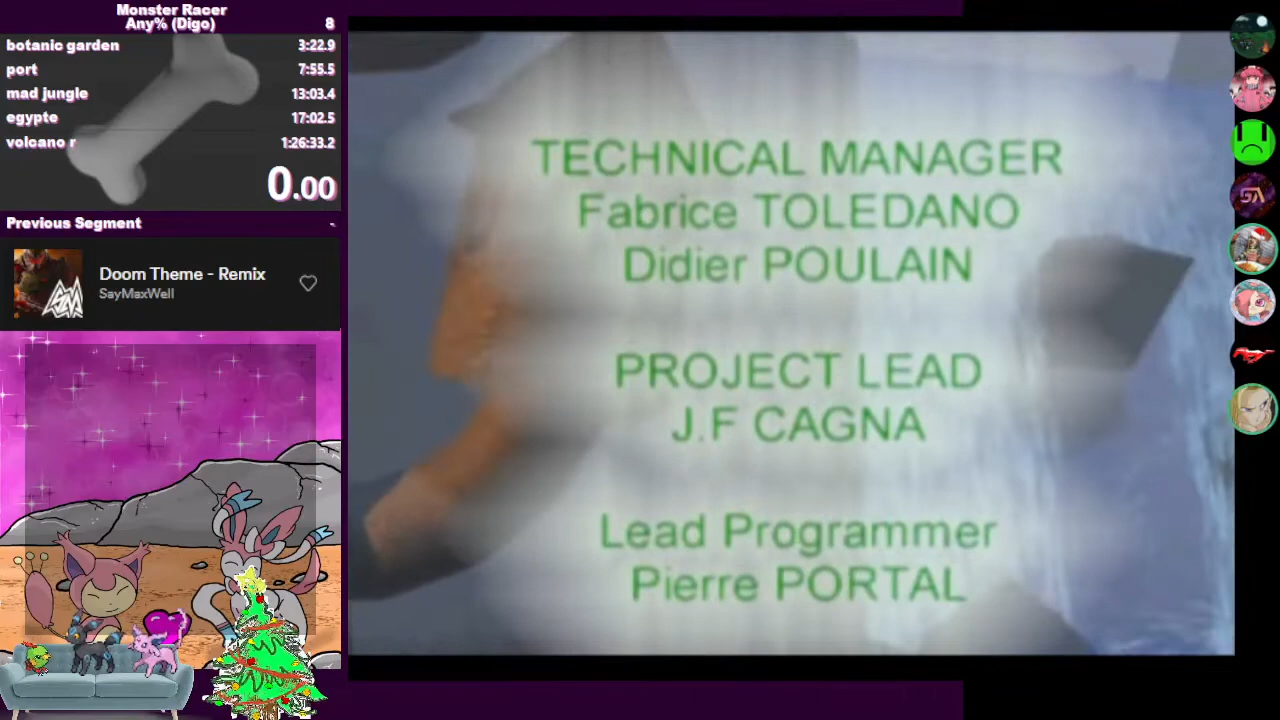 Monster Racer
Any% (Digo)
8
botanic garden 3:22.9
port 7:55.5
mad jungle 13:03.4
egypte 17:02.5
volcano r 1:26:33.2
0.00
Previous Segment -
Doom Theme - Remix
SayMaxWell
TECHNICAL MANAGER
Fabrice TOLEDANO
Didier POULAIN
PROJECT LEAD
J.F CAGNA
Lead Programmer
Pierre PORTAL